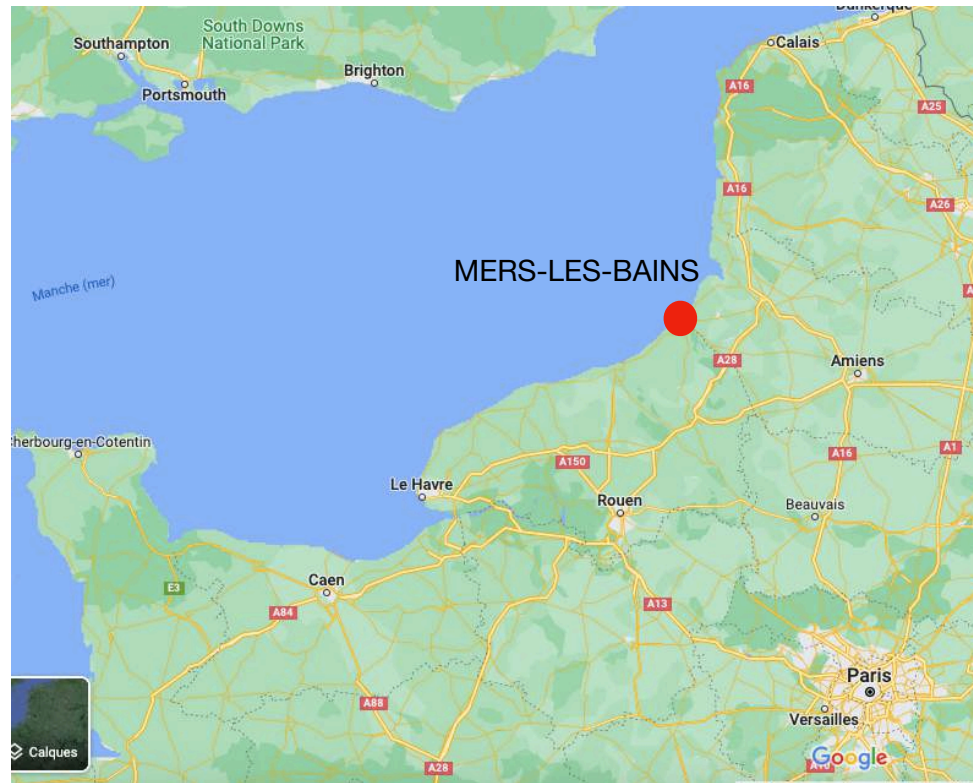 Dunkerque
South Downs
National Park
Southampton
Calais
Brighton
Portsmouth
A16
A25
A16
A26
MERS-LES-BAINS
Manche (mer)
A28
Amiens
Cherbourg-en-Cotentin
A1
A16
A150
Le Havre
Rouen
Beauvais
Caen
E3
A84
A13
Paris
A88
Versailles
Calques
Google
A28